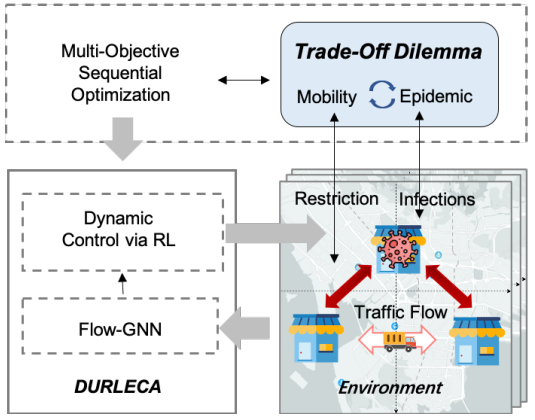 Multi-Objective
Sequential
Optimization
Trade-Off Dilemma
Mobility
Epidemic
Restriction
Infections
Dynamic
Control via RL
Flow-GNN
DURLECA
Traffic Flow
Environment